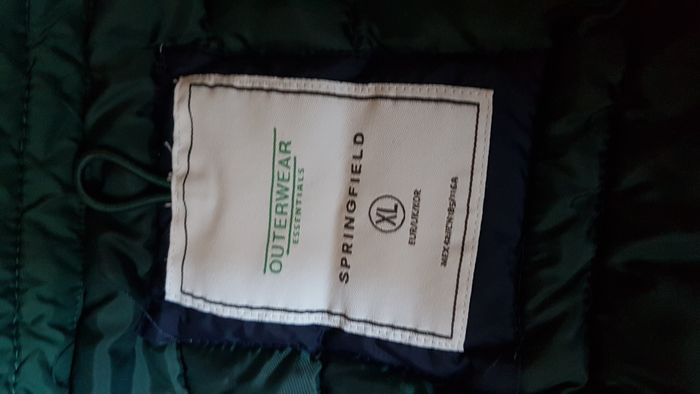 OUTERWEAR
ESSENTIALS
SPRINGFIELD
XL
EUR/UK/KOR